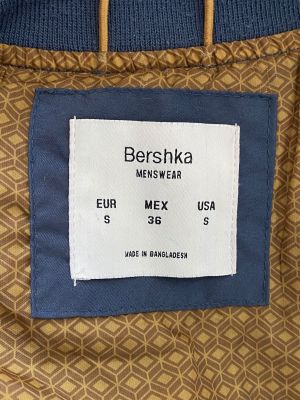 Bershka
MENSWEAR
EUR MEX USA
S 36 S
MADE IN BANGLADESH